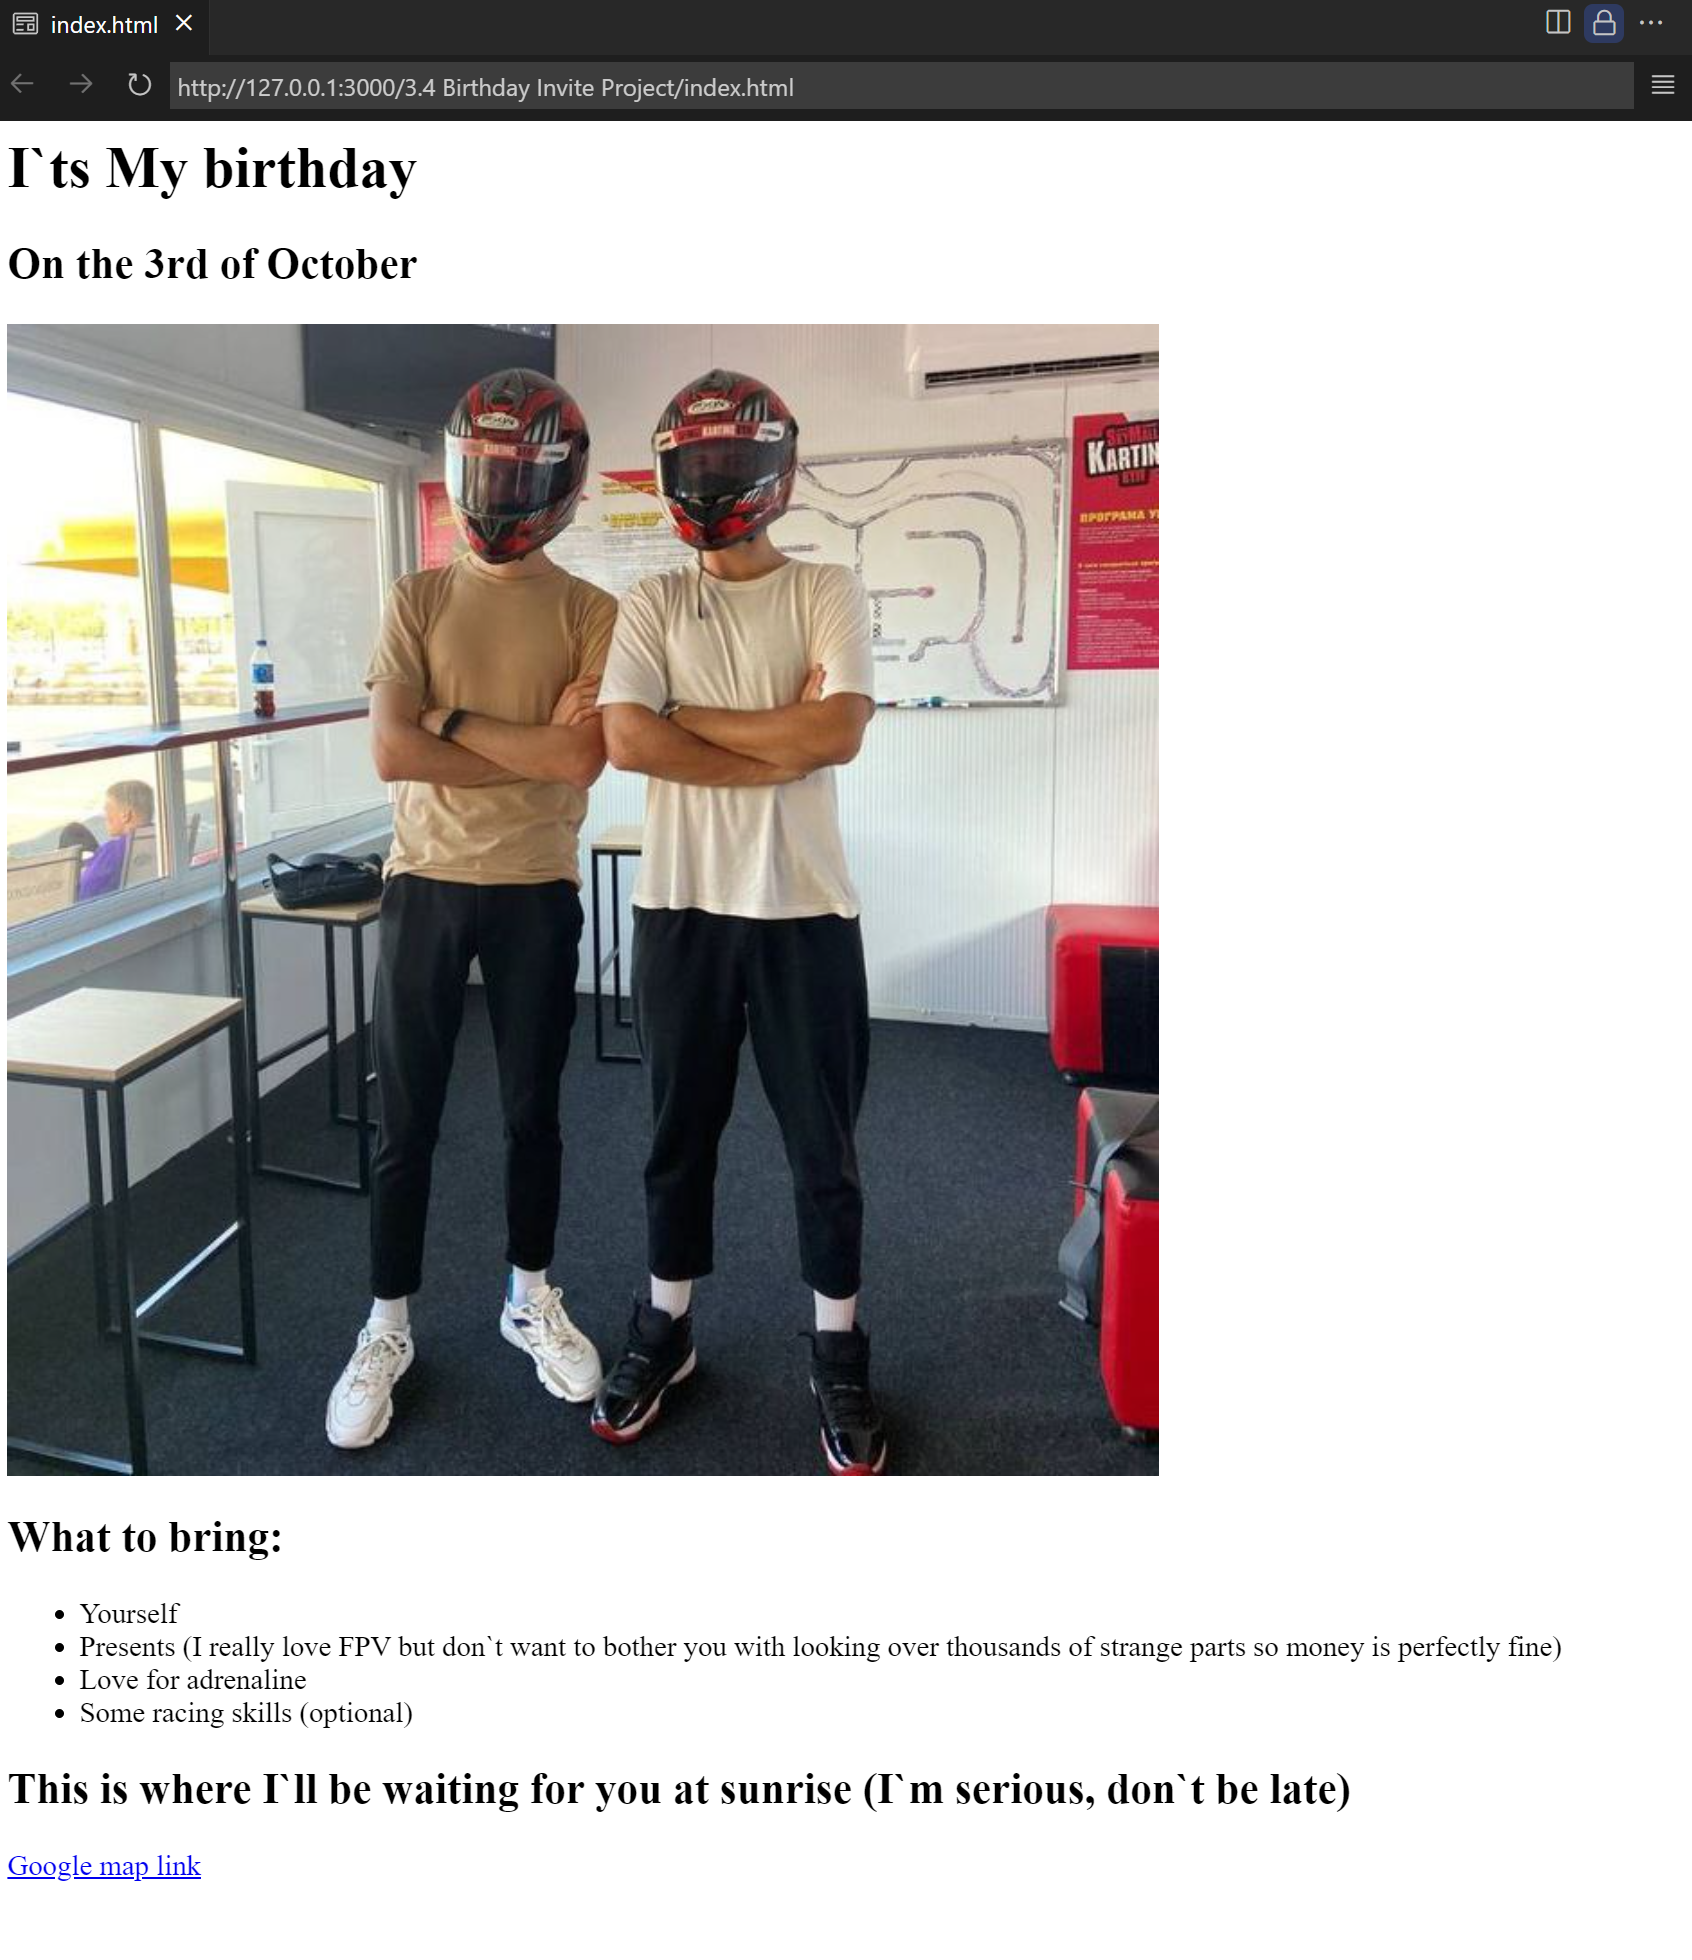 index.html
http://127.0.0.1:3000/3.4 Birthday Invite Project/index.html
I`ts My birthday
On the 3rd of October
SKYMALL
KARTIN
ПРОГРАМА
What to bring:
Yourself
Presents (I really love FPV but don`t want to bother you with looking over thousands of strange parts so money is perfectly fine)
Love for adrenaline
Some racing skills (optional)
This is where I`ll be waiting for you at sunrise (I`m serious, don`t be late)
Google map link